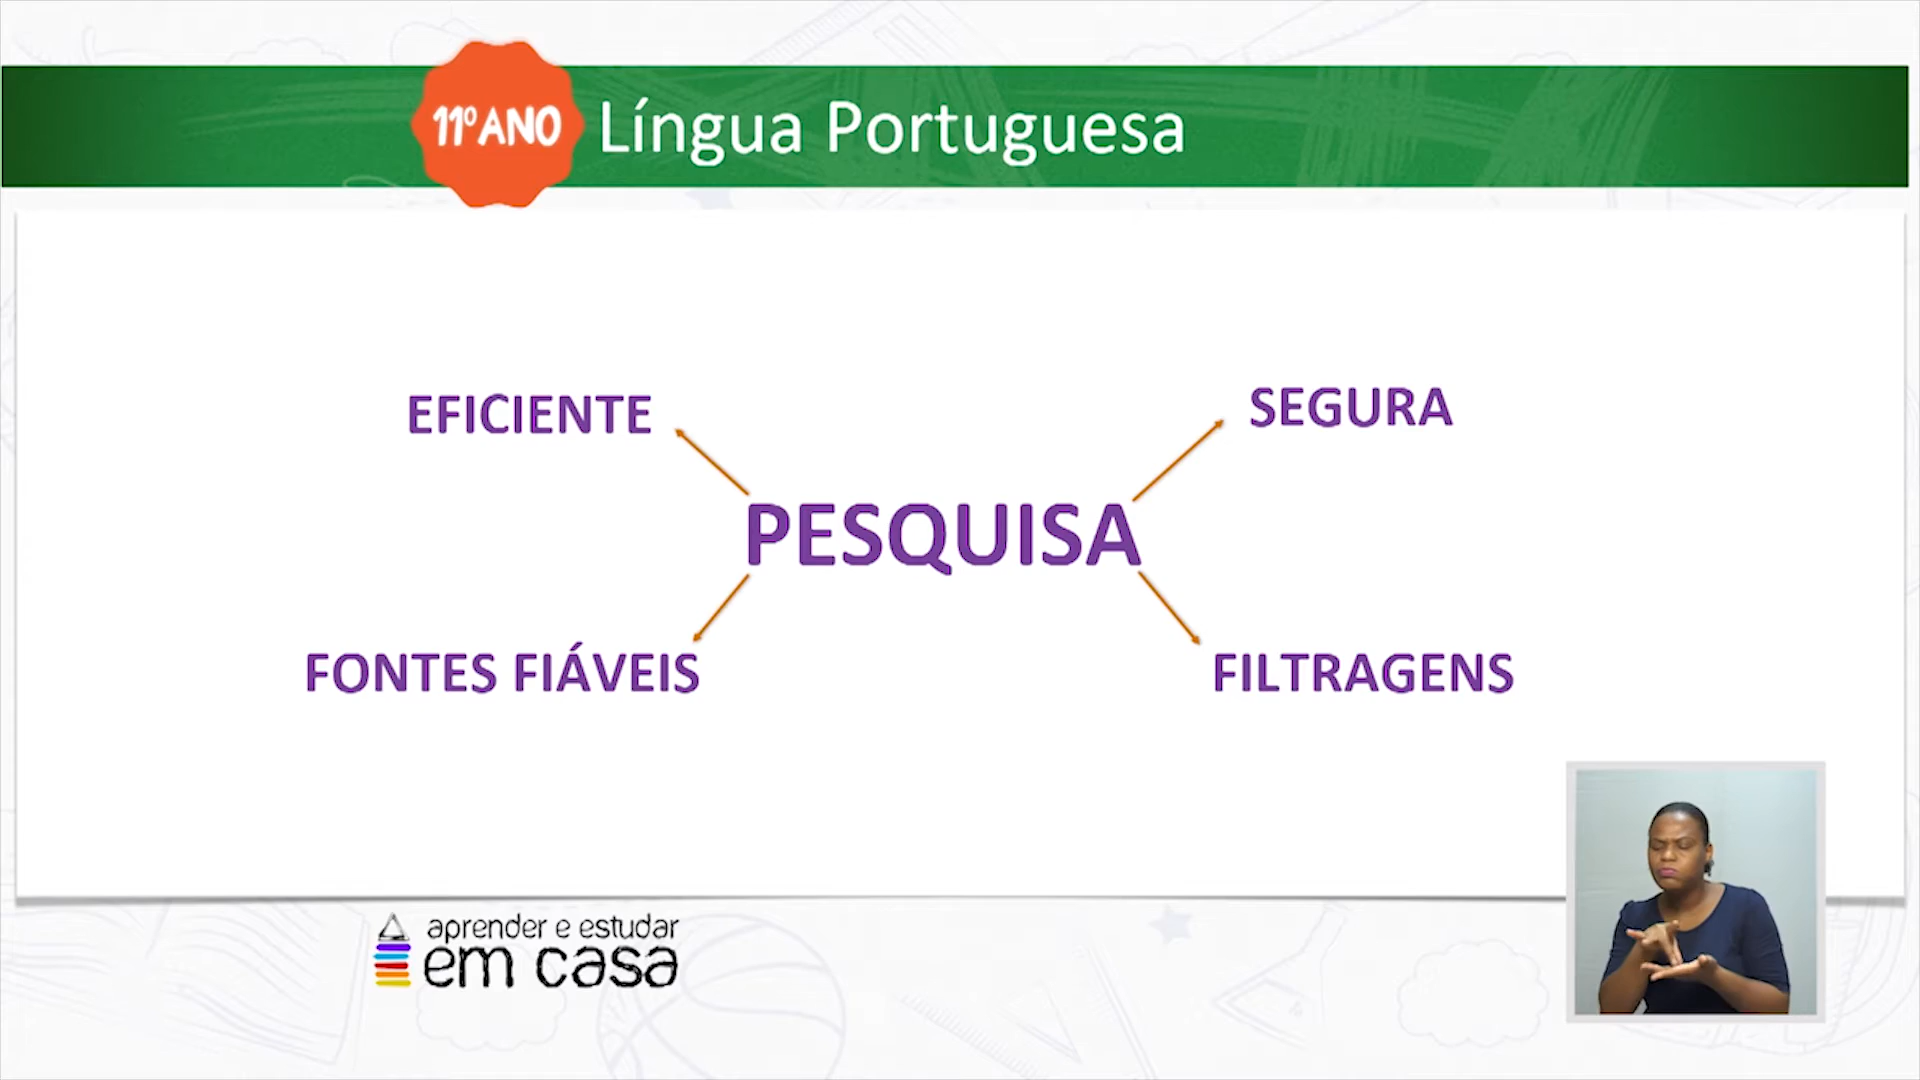 11º ANO
Língua Portuguesa
EFICIENTE
SEGURA
PESQUISA
FONTES FIÁVEIS
FILTRAGENS
aprender e estudar
em casa